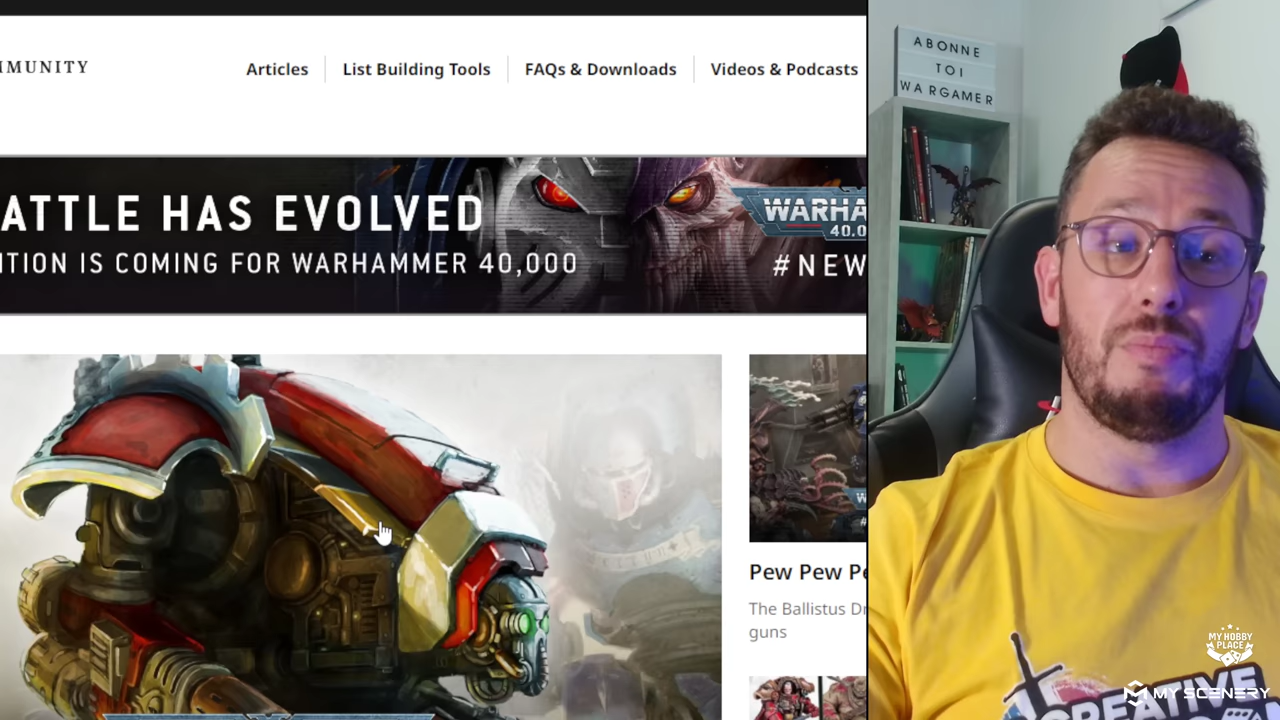 MMUNITY
Articles
List Building Tools
FAQs & Downloads
Videos & Podcasts
ATTLE HAS EVOLVED
ITION IS COMING FOR WARHAMMER 40,000
WARHA
40,0
#NEW
Pew Pew Pe
The Ballistus Dr
guns
ABONNE
TOI
WARGAMER
MY HOBBY
PLACE
MY SCENERY
CREATIVE